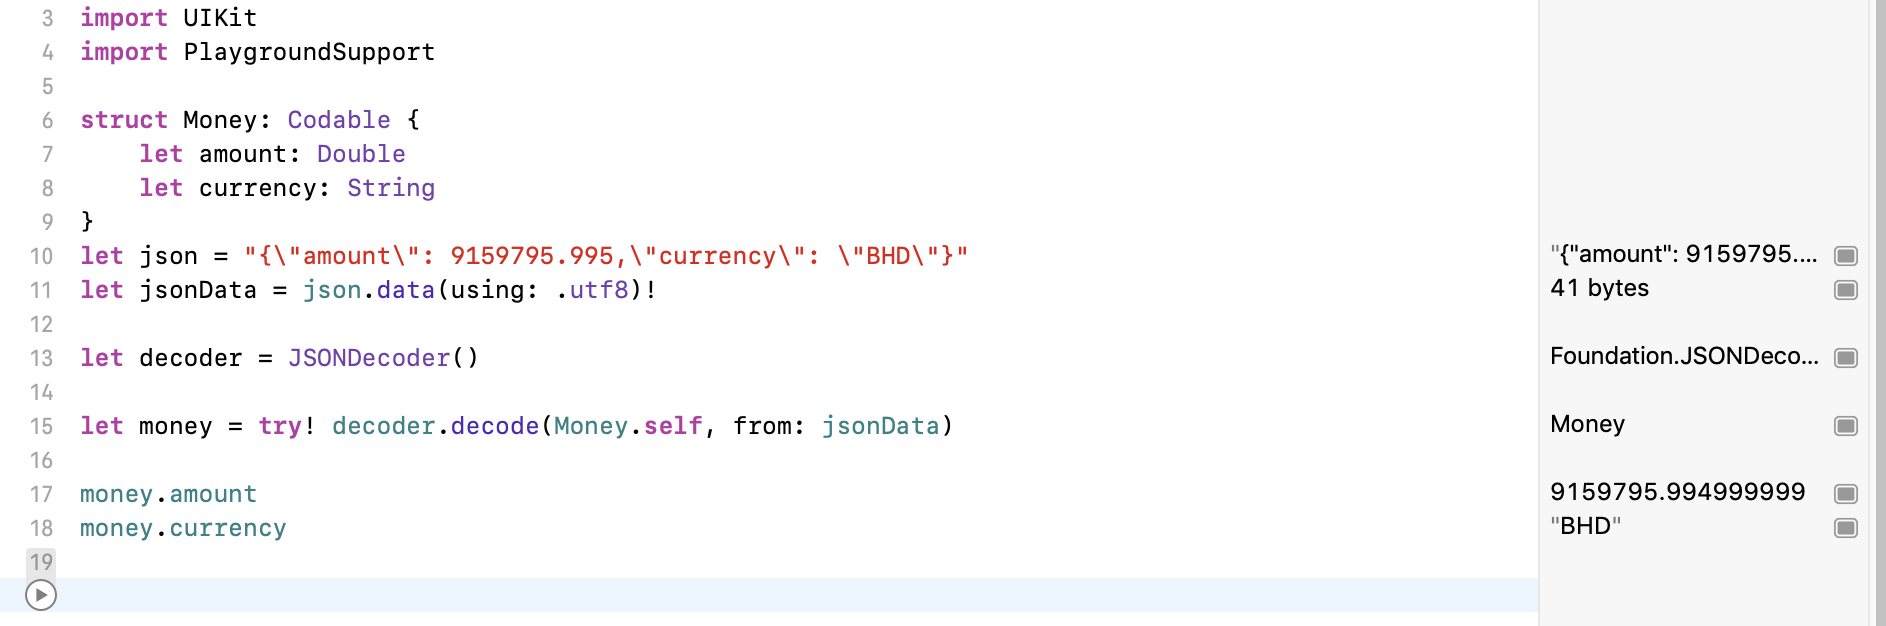 3 import UIKit
4 import PlaygroundSupport
5
6 struct Money: Codable {
7     let amount: Double
8     let currency: String
9 }
10 let json = "{\"amount\": 9159795.995,\"currency\": \"BHD\"}" "{"amount": 9159795....
11 let jsonData = json.data(using: .utf8)! 41 bytes
12
13 let decoder = JSONDecoder() Foundation.JSONDeco...
14
15 let money = try! decoder.decode(Money.self, from: jsonData) Money
16
17 money.amount 9159795.994999999
18 money.currency "BHD"
19